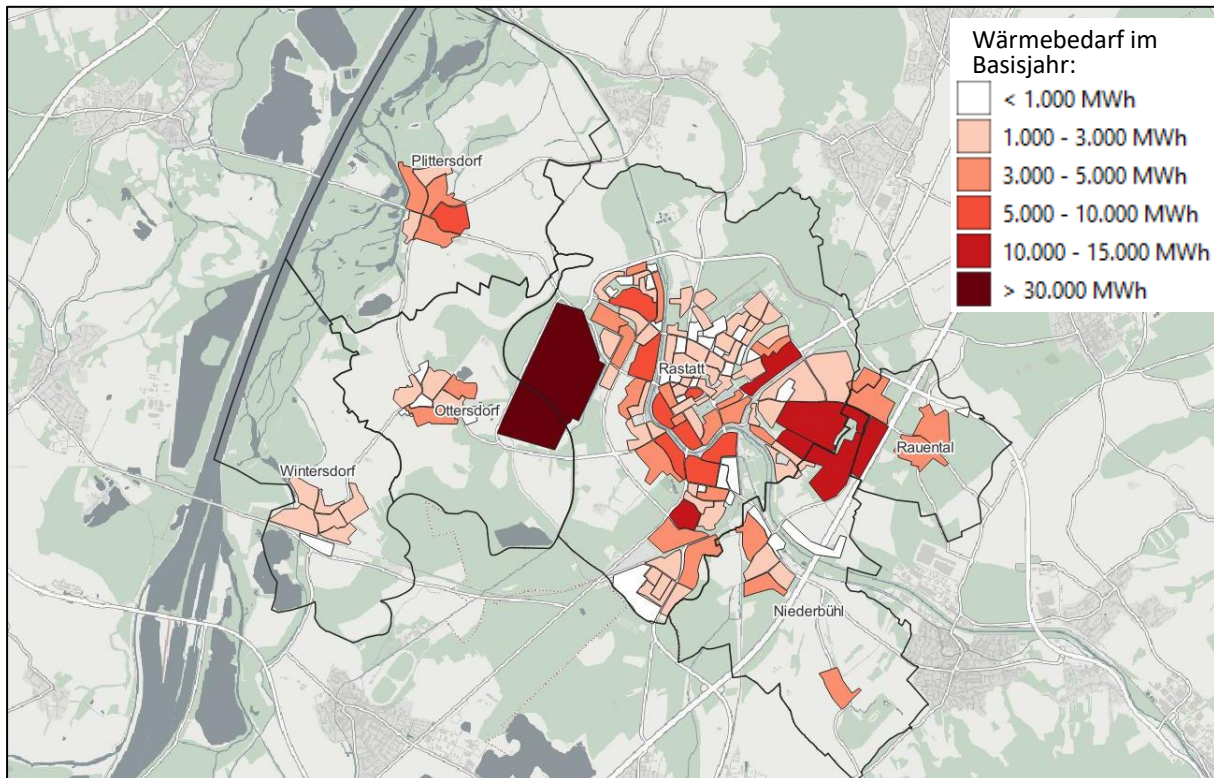 Wärmebedarf im
Basisjahr:
< 1.000 MWh
1.000 - 3.000 MWh
3.000 - 5.000 MWh
5.000 - 10.000 MWh
10.000 - 15.000 MWh
> 30.000 MWh
Plittersdorf
Rastatt
Ottersdorf
Rauental
Wintersdorf
Niederbühl